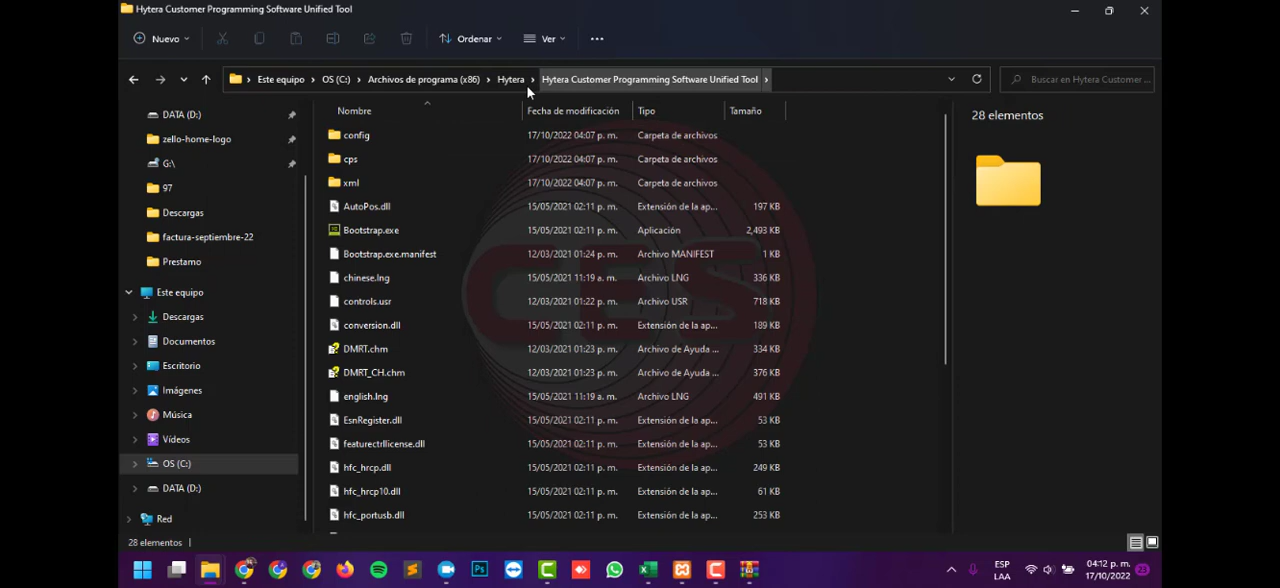 Hytera Customer Programming Software Unified Tool
Nuevo Ordenar Ver
Este equipo > OS (C:) > Archivos de programa (x86) > Hytera > Hytera Customer Programming Software Unified Tool > Buscar en Hytera Customer ...
DATA (D:)
zello-home-logo
G:\
97
Descargas
factura-septiembre-22
Prestamo
Este equipo
Descargas
Documentos
Escritorio
Imágenes
Música
Vídeos
OS (C:)
DATA (D:)
Red
Nombre Fecha de modificación Tipo Tamaño
config 17/10/2022 04:07 p. m. Carpeta de archivos
cps 17/10/2022 04:07 p. m. Carpeta de archivos
xml 17/10/2022 04:07 p. m. Carpeta de archivos
AutoPos.dll 15/05/2021 02:11 p. m. Extensión de la ap... 197 KB
Bootstrap.exe 15/05/2021 02:11 p. m. Aplicación 2,493 KB
Bootstrap.exe.manifest 12/03/2021 01:24 p. m. Archivo MANIFEST 1 KB
chinese.lng 15/05/2021 11:19 a. m. Archivo LNG 336 KB
controls.usr 12/03/2021 01:22 p. m. Archivo USR 718 KB
conversion.dll 15/05/2021 02:11 p. m. Extensión de la ap... 189 KB
DMRT.chm 12/03/2021 01:23 p. m. Archivo de Ayuda ... 334 KB
DMRT_CH.chm 12/03/2021 01:23 p. m. Archivo de Ayuda ... 376 KB
english.lng 15/05/2021 11:19 a. m. Archivo LNG 491 KB
EsnRegister.dll 15/05/2021 02:11 p. m. Extensión de la ap... 53 KB
featurectrllicense.dll 15/05/2021 02:11 p. m. Extensión de la ap... 53 KB
hfc_hrcp.dll 15/05/2021 02:11 p. m. Extensión de la ap... 249 KB
hfc_hrcp10.dll 15/05/2021 02:11 p. m. Extensión de la ap... 61 KB
hfc_portusb.dll 15/05/2021 02:11 p. m. Extensión de la ap... 253 KB
28 elementos
CES
28 elementos
ESP
LAA
04:12 p. m.
17/10/2022
23